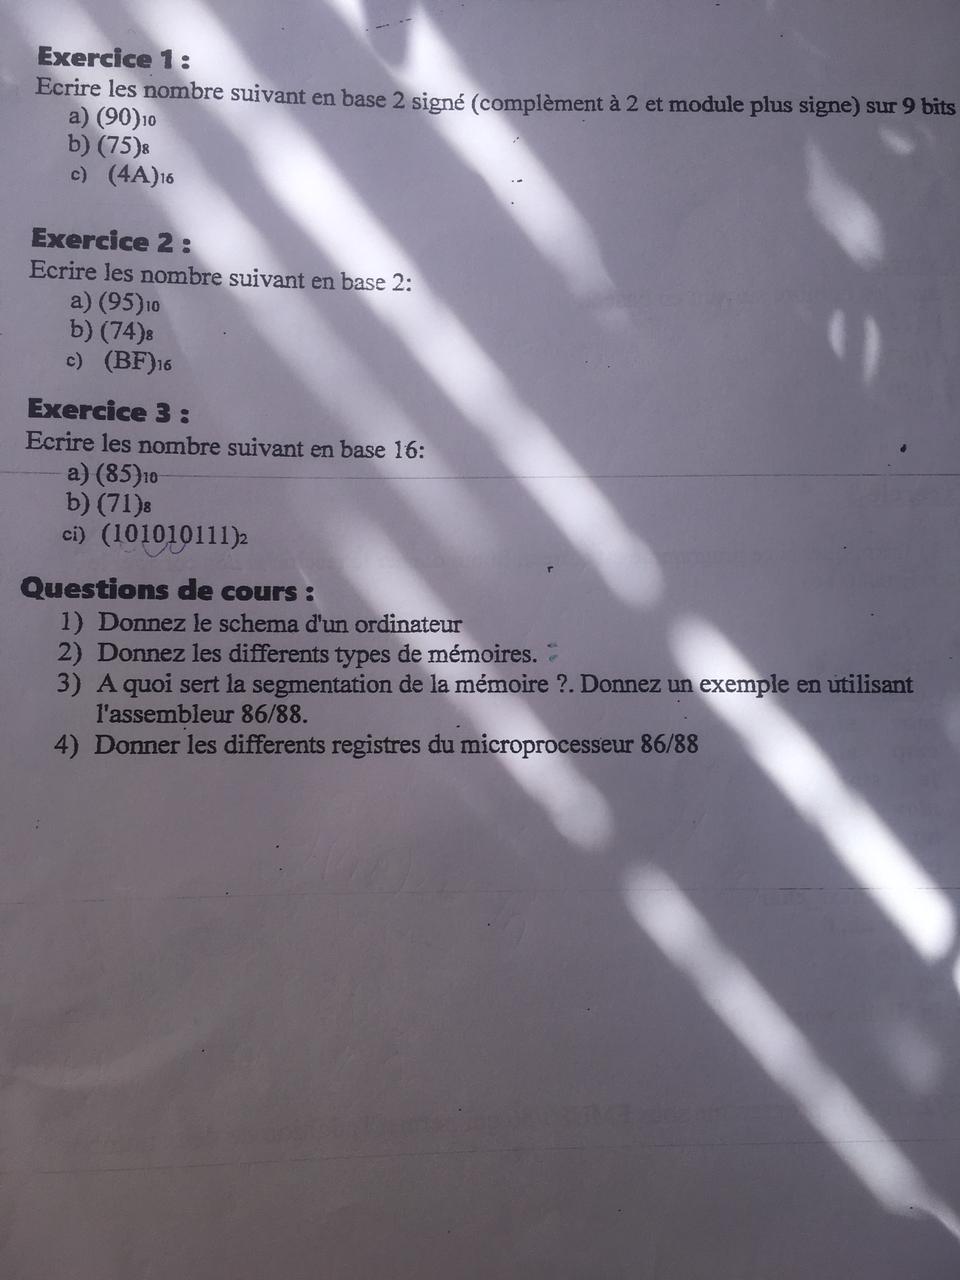 Exercice 1 :
Ecrire les nombre suivant en base 2 signé (complèment à 2 et module plus signe) sur 9 bits
a) (90)10
b) (75)8
c) (4A)16
Exercice 2 :
Ecrire les nombre suivant en base 2:
a) (95)10
b) (74)8
c) (BF)16
Exercice 3 :
Ecrire les nombre suivant en base 16:
a) (85)10
b) (71)8
ci) (101010111)2
Questions de cours :
1) Donnez le schema d'un ordinateur
2) Donnez les differents types de mémoires.
3) A quoi sert la segmentation de la mémoire ?. Donnez un exemple en utilisant
l'assembleur 86/88.
4) Donner les differents registres du microprocesseur 86/88